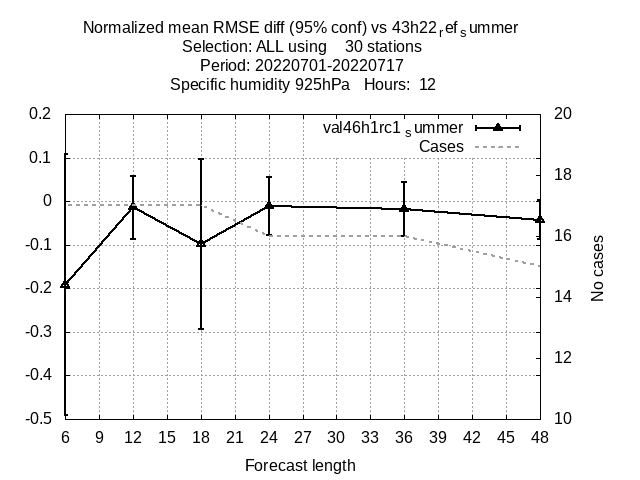 Normalized mean RMSE diff (95% conf) vs 43h22refsummer
Selection: ALL using    30 stations
Period: 20220701-20220717
Specific humidity 925hPa   Hours:  12
val46h1rc1summer
Cases
0.2
0.1
0
-0.1
-0.2
-0.3
-0.4
-0.5
20
18
16
14
12
10
No cases
6 9 12 15 18 21 24 27 30 33 36 39 42 45 48
Forecast length